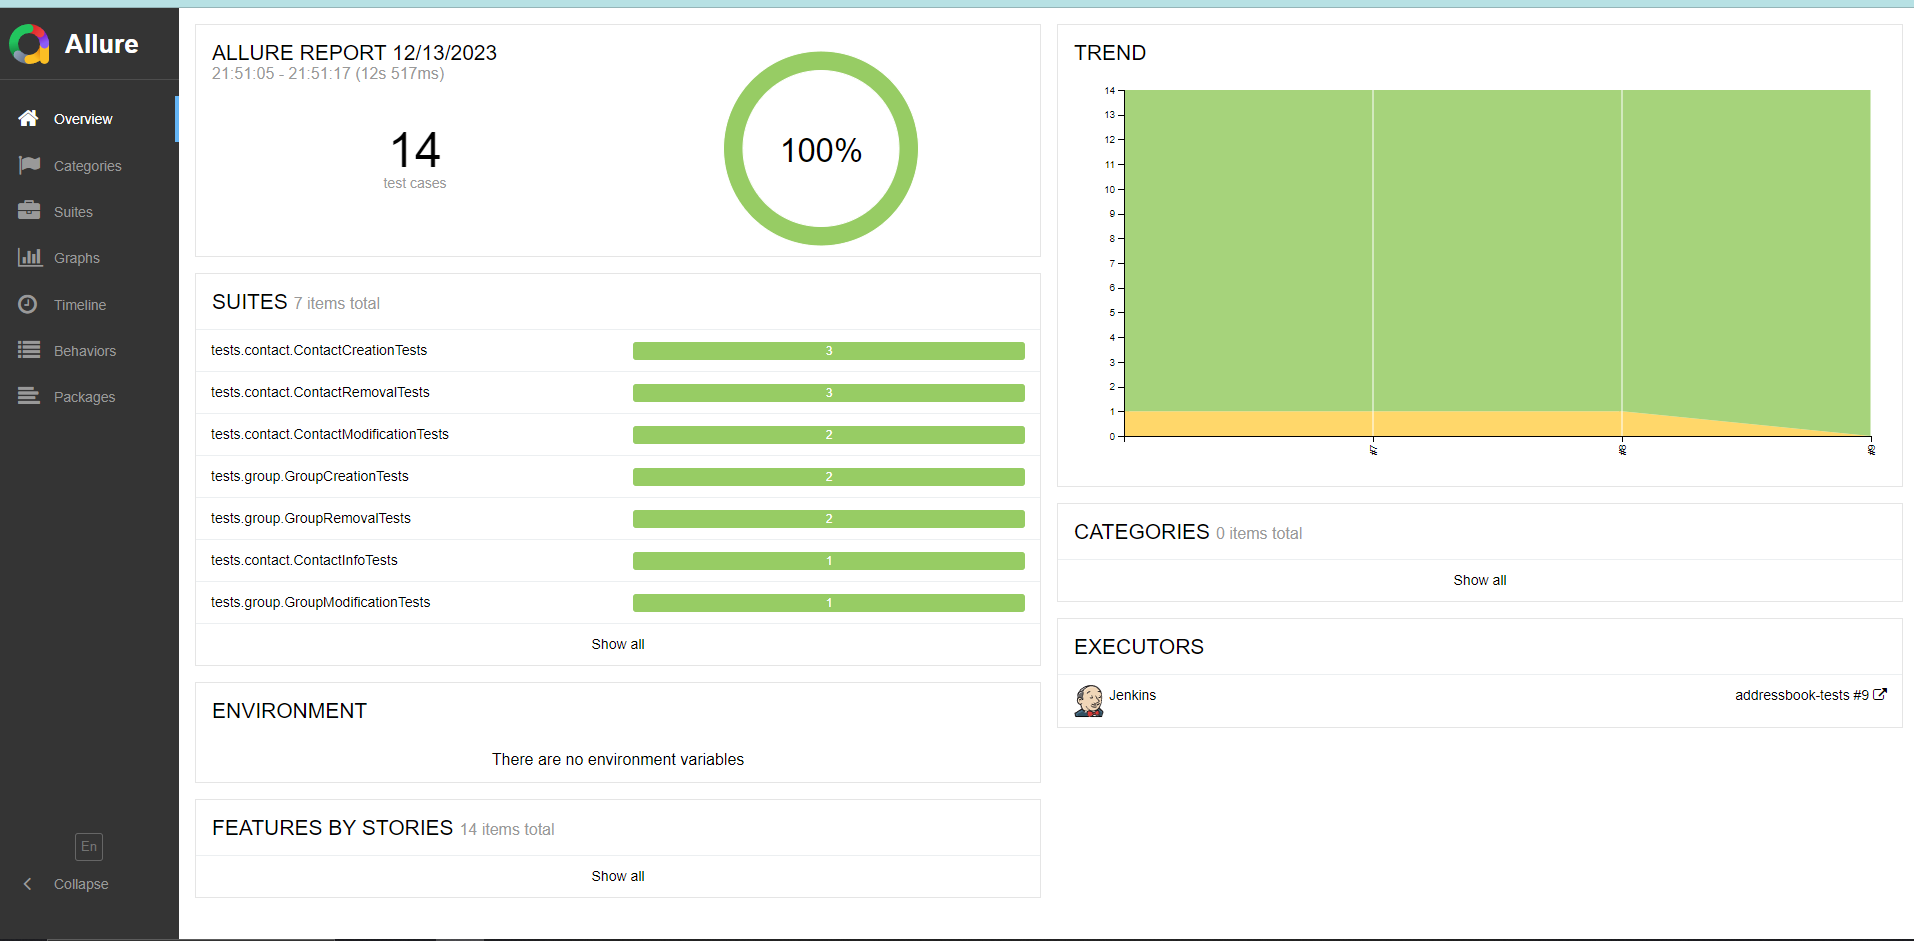 Allure
Overview
Categories
Suites
Graphs
Timeline
Behaviors
Packages
En
Collapse
ALLURE REPORT 12/13/2023
21:51:05 - 21:51:17 (12s 517ms)
14
test cases
100%
SUITES 7 items total
tests.contact.ContactCreationTests 3
tests.contact.ContactRemovalTests 3
tests.contact.ContactModificationTests 2
tests.group.GroupCreationTests 2
tests.group.GroupRemovalTests 2
tests.contact.ContactInfoTests 1
tests.group.GroupModificationTests 1
Show all
ENVIRONMENT
There are no environment variables
FEATURES BY STORIES 14 items total
Show all
TREND
14
13
12
11
10
9
8
7
6
5
4
3
2
1
0
#7 #8 #9
CATEGORIES 0 items total
Show all
EXECUTORS
Jenkins addressbook-tests #9